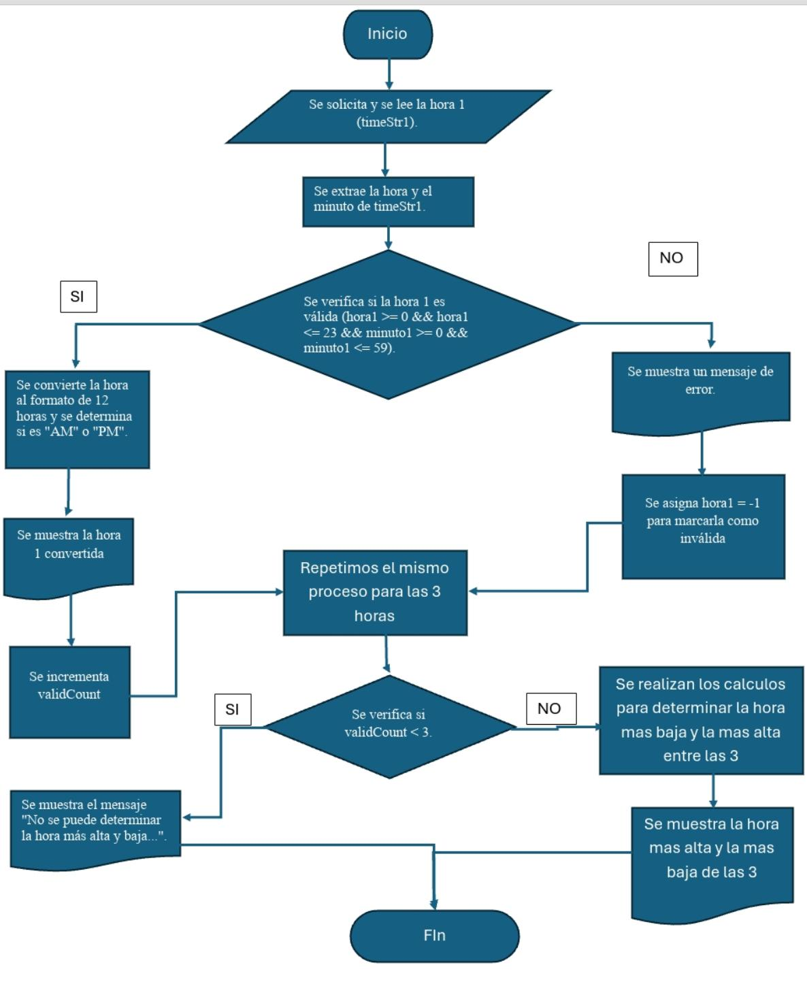 Inicio
Se solicita y se lee la hora 1
(timeStr1).
Se extrae la hora y el
minuto de timeStr1.
NO
SI
Se verifica si la hora 1 es
válida (hora1 >= 0 && hora1
<= 23 && minuto1 >= 0 &&
minuto1 <= 59).
Se convierte la hora
al formato de 12
horas y se determina
si es "AM" o "PM".
Se muestra un mensaje de
error.
Se muestra la hora
1 convertida
Se asigna hora1 = -1
para marcarla como
inválida
Repetimos el mismo
proceso para las 3
horas
Se incrementa
validCount
SI
Se verifica si
validCount < 3.
NO
Se realizan los calculos
para determinar la hora
mas baja y la mas alta
entre las 3
Se muestra el mensaje
"No se puede determinar
la hora más alta y baja...".
Se muestra la hora
mas alta y la mas
baja de las 3
FIn